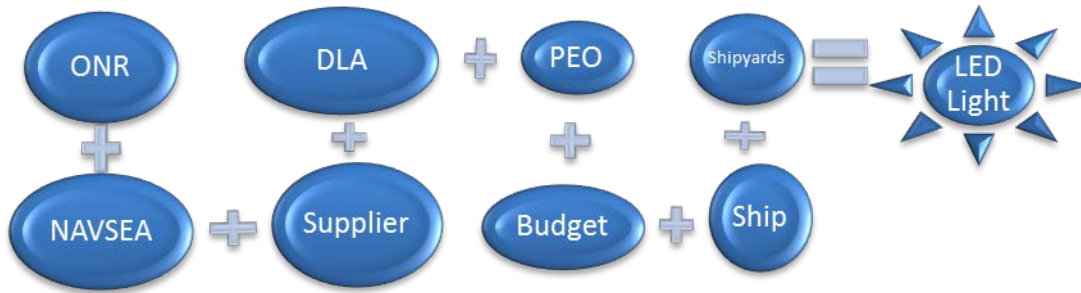 ONR
DLA
PEO
Shipyards
LED
Light
NAVSEA
Supplier
Budget
Ship